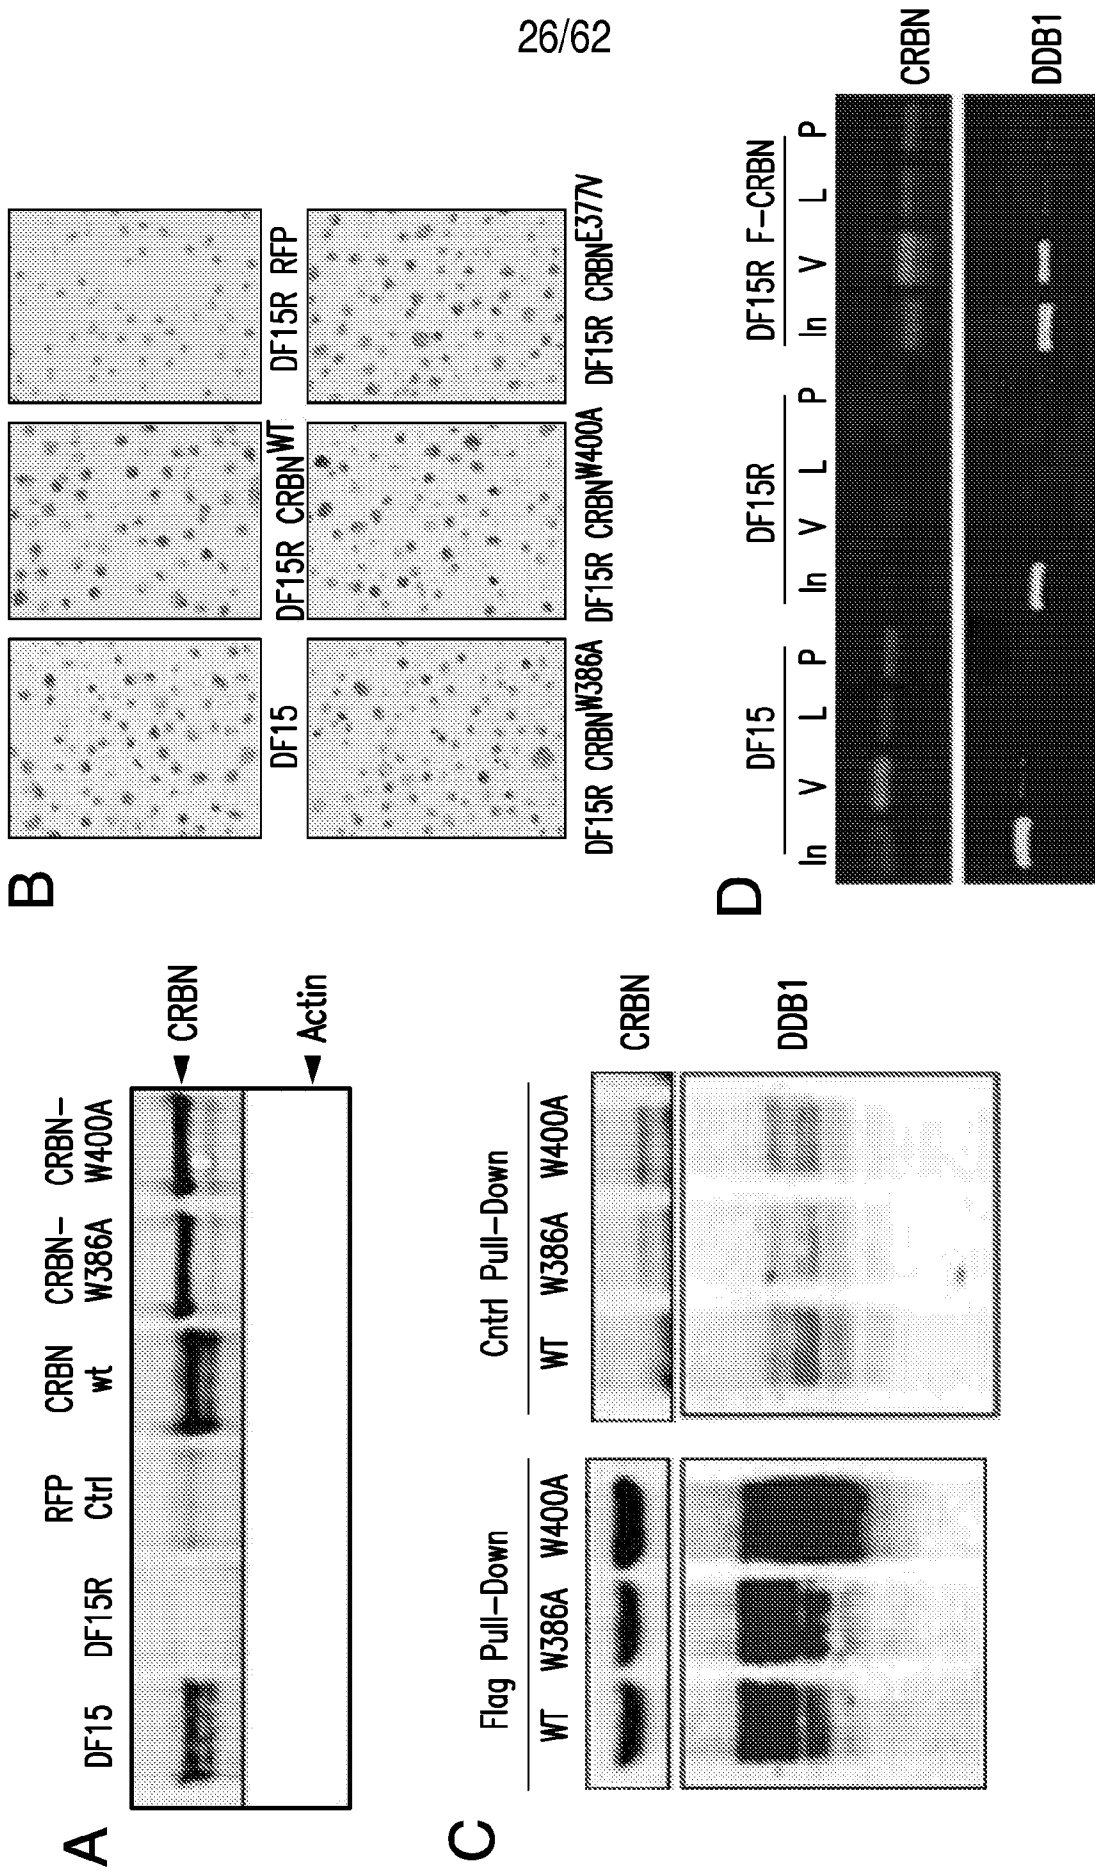 26/62
A
DF15 DF15R RFP Ctrl CRBN wt CRBN-W386A CRBN-W400A
CRBN
Actin
B
DF15 DF15R CRBNWT DF15R RFP
DF15R CRBNW386A DF15R CRBNW400A DF15R CRBNE377V
C
Flag Pull-Down Cntrl Pull-Down
WT W386A W400A WT W386A W400A
CRBN
DDB1
D
DF15 DF15R DF15R F-CRBN
In V L P In V L P In V L P
CRBN
DDB1